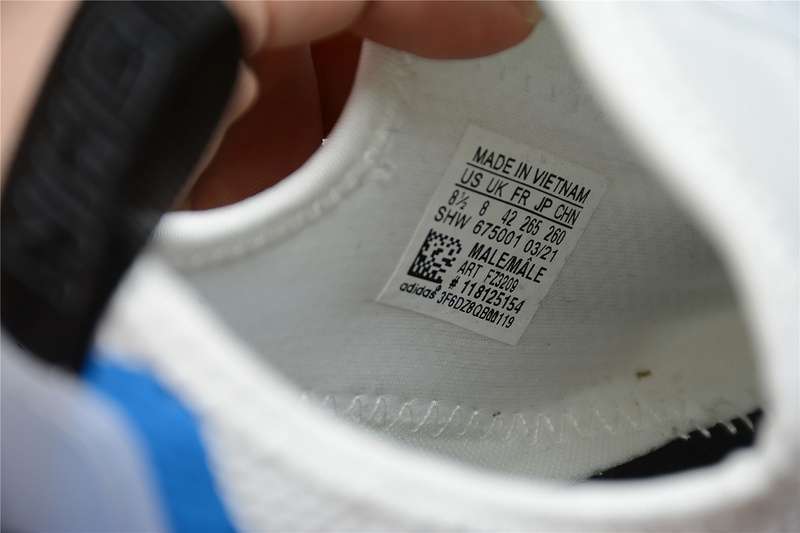 MADE IN VIETNAM
US UK FR JP CHN
8½ 8 42 265 260
SHW 675001 03/21
MALE/MÂLE
ART FZ3209
# 118125154
adidas 3F6DZ8QB00119